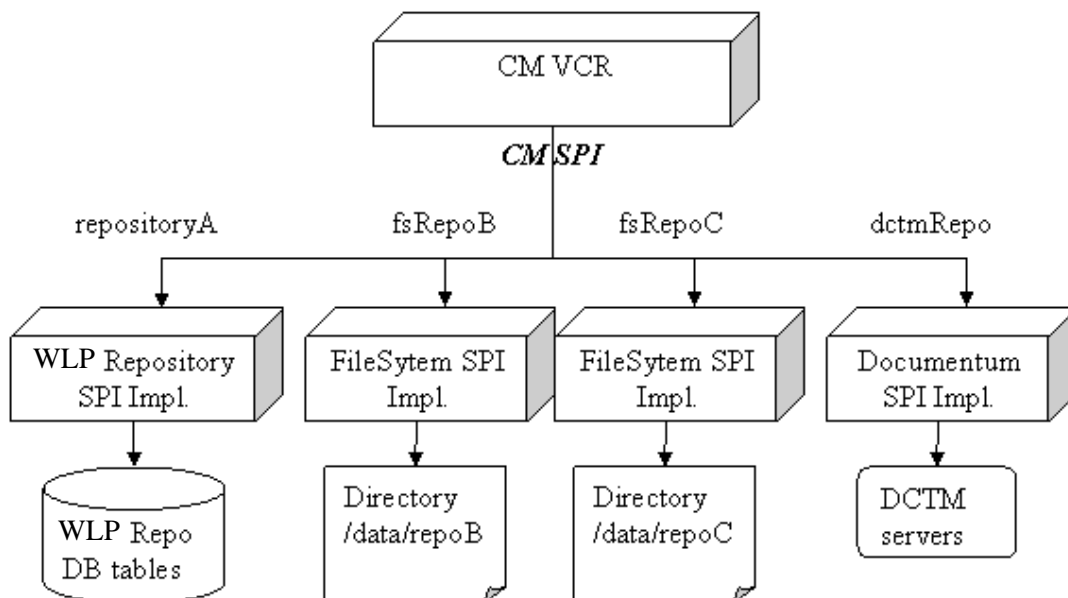 CM VCR
CM SPI
repositoryA
fsRepoB
fsRepoC
dctmRepo
WLP Repository
SPI Impl.
FileSytem SPI
Impl.
FileSytem SPI
Impl.
Documentum
SPI Impl.
WLP Repo
DB tables
Directory
/data/repoB
Directory
/data/repoC
DCTM
servers